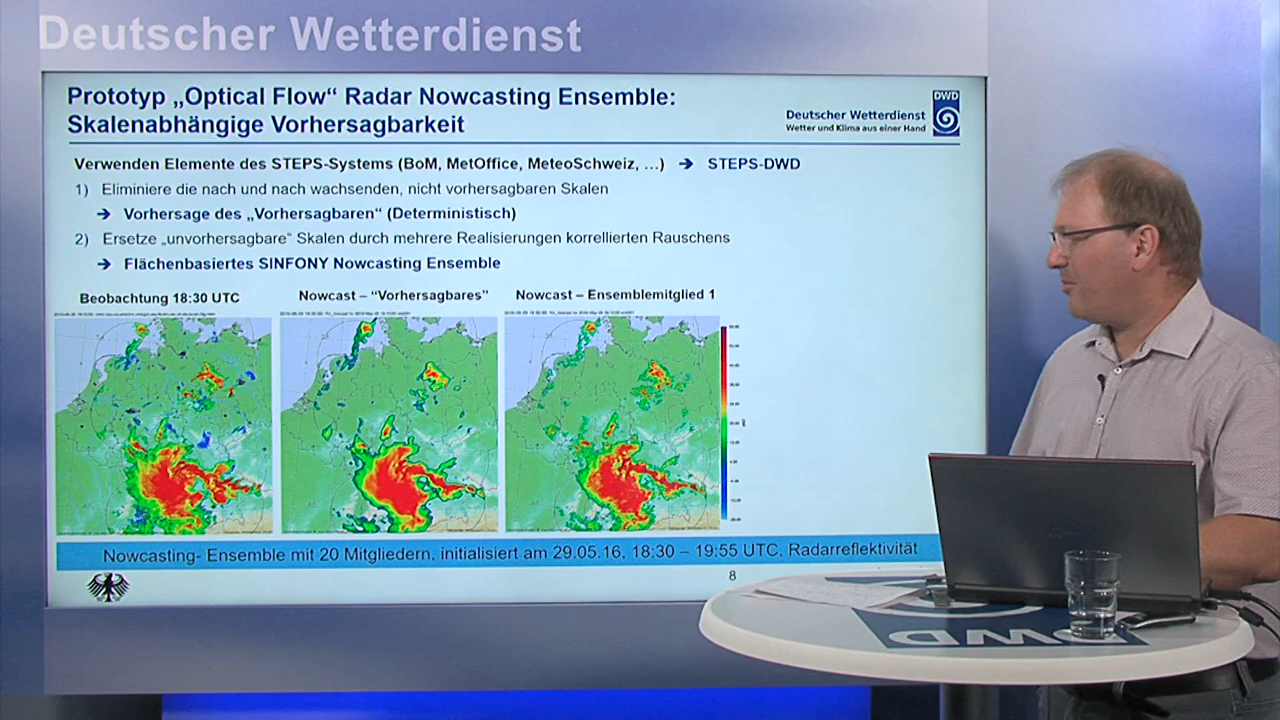 Deutscher Wetterdienst
Prototyp „Optical Flow“ Radar Nowcasting Ensemble:
Skalenabhängige Vorhersagbarkeit
DWD
Deutscher Wetterdienst
Wetter und Klima aus einer Hand
Verwenden Elemente des STEPS-Systems (BoM, MetOffice, MeteoSchweiz, …) ➔ STEPS-DWD
1) Eliminiere die nach und nach wachsenden, nicht vorhersagbaren Skalen
➔ Vorhersage des „Vorhersagbaren“ (Deterministisch)
2) Ersetze „unvorhersagbare“ Skalen durch mehrere Realisierungen korrellierten Rauschens
➔ Flächenbasiertes SINFONY Nowcasting Ensemble
Beobachtung 18:30 UTC
Nowcast – “Vorhersagbares”
Nowcast – Ensemblemitglied 1
Nowcasting- Ensemble mit 20 Mitgliedern, initialisiert am 29.05.16, 18:30 – 19:55 UTC, Radarreflektivität
8
DWD